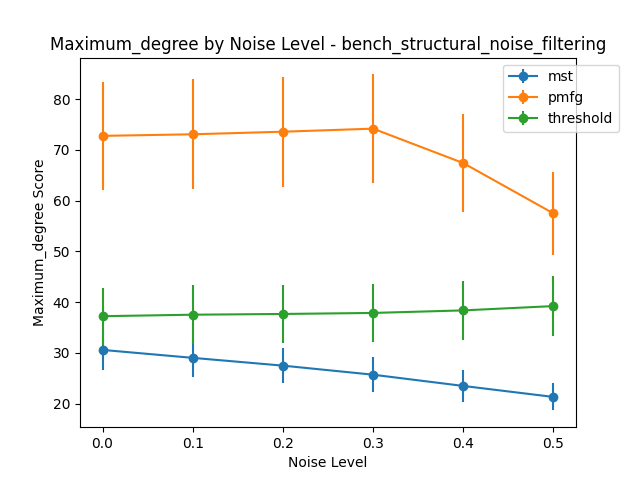 Maximum_degree by Noise Level - bench_structural_noise_filtering
mst
pmfg
threshold
Maximum_degree Score
80
70
60
50
40
30
20
0.0 0.1 0.2 0.3 0.4 0.5
Noise Level